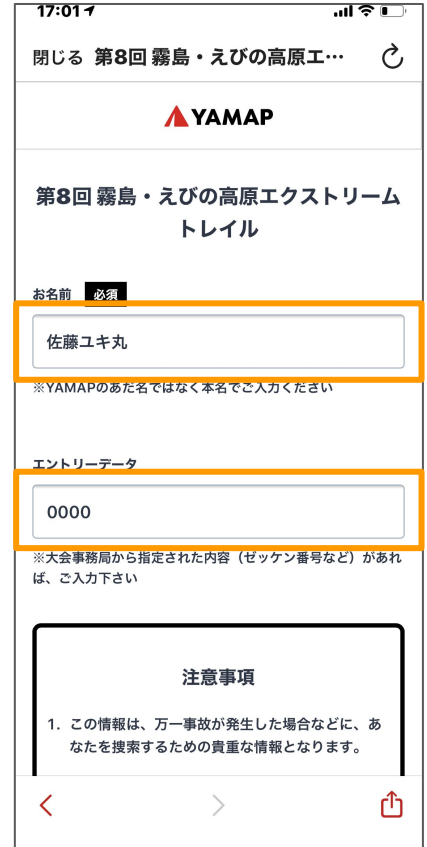 17:01
閉じる 第8回 霧島・えびの高原エ…
YAMAP
第8回 霧島・えびの高原エクストリーム
トレイル
お名前 必須
佐藤ユキ丸
※YAMAPのあだ名ではなく本名でご入力ください
エントリーデータ
0000
※大会事務局から指定された内容（ゼッケン番号など）があれ
ば、ご入力下さい
注意事項
1. この情報は、万一事故が発生した場合などに、あ
なたを捜索するための貴重な情報となります。